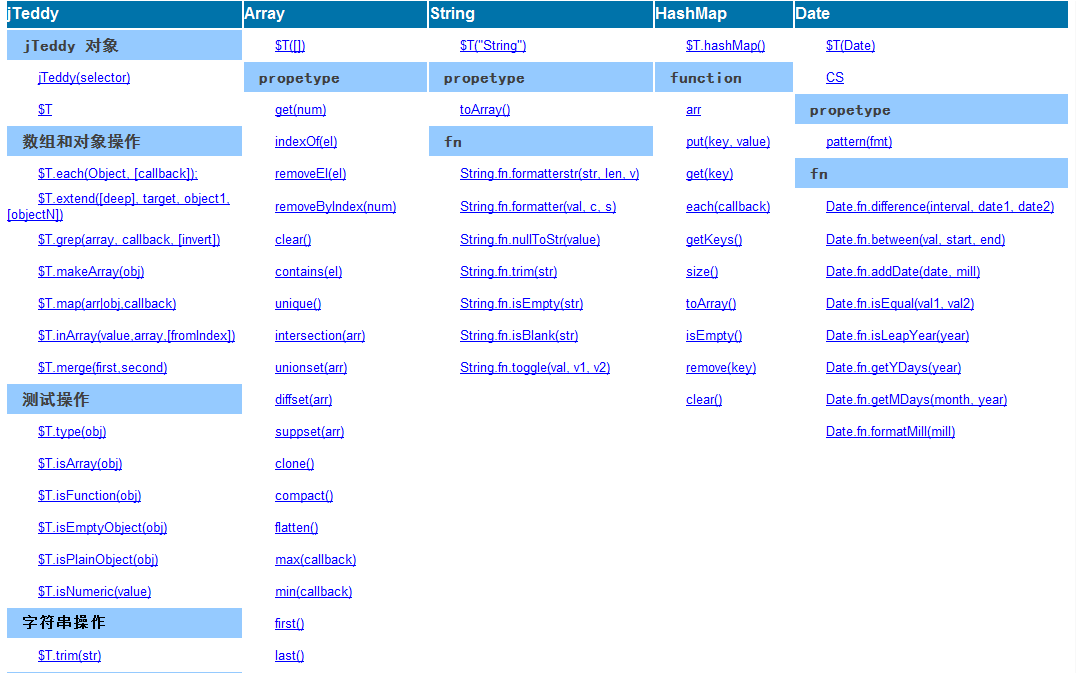 jTeddy
jTeddy 对象
jTeddy(selector)
$T
数组和对象操作
$T.each(Object, [callback]);
$T.extend([deep], target, object1,
[objectN])
$T.grep(array, callback, [invert])
$T.makeArray(obj)
$T.map(arr|obj,callback)
$T.inArray(value,array,[fromIndex])
$T.merge(first,second)
测试操作
$T.type(obj)
$T.isArray(obj)
$T.isFunction(obj)
$T.isEmptyObject(obj)
$T.isPlainObject(obj)
$T.isNumeric(value)
字符串操作
$T.trim(str)
Array
$T([])
propetype
get(num)
indexOf(el)
removeEl(el)
removeByIndex(num)
clear()
contains(el)
unique()
intersection(arr)
unionset(arr)
diffset(arr)
suppset(arr)
clone()
compact()
flatten()
max(callback)
min(callback)
first()
last()
String
$T("String")
propetype
toArray()
fn
String.fn.formatterstr(str, len, v)
String.fn.formatter(val, c, s)
String.fn.nullToStr(value)
String.fn.trim(str)
String.fn.isEmpty(str)
String.fn.isBlank(str)
String.fn.toggle(val, v1, v2)
HashMap
$T.hashMap()
function
arr
put(key, value)
get(key)
each(callback)
getKeys()
size()
toArray()
isEmpty()
remove(key)
clear()
Date
$T(Date)
CS
propetype
pattern(fmt)
fn
Date.fn.difference(interval, date1, date2)
Date.fn.between(val, start, end)
Date.fn.addDate(date, mill)
Date.fn.isEqual(val1, val2)
Date.fn.isLeapYear(year)
Date.fn.getYDays(year)
Date.fn.getMDays(month, year)
Date.fn.formatMill(mill)